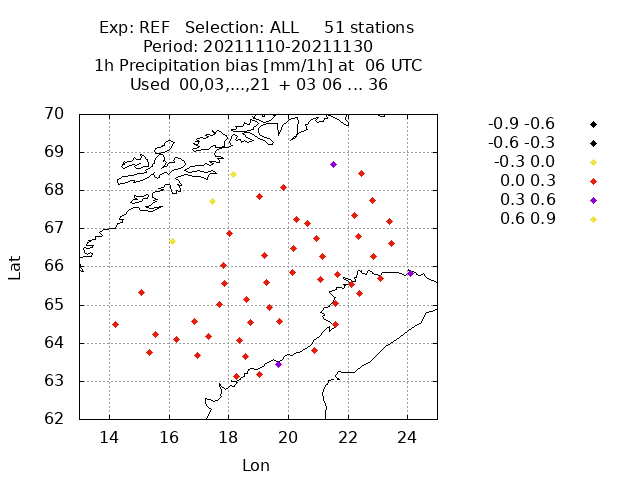 Exp: REF   Selection: ALL     51 stations
Period: 20211110-20211130
1h Precipitation bias [mm/1h] at  06 UTC
Used  00,03,...,21  + 03 06 ... 36
-0.9 -0.6
-0.6 -0.3
-0.3 0.0
0.0 0.3
0.3 0.6
0.6 0.9
70
69
68
67
66
65
64
63
62
Lat
14 16 18 20 22 24
Lon